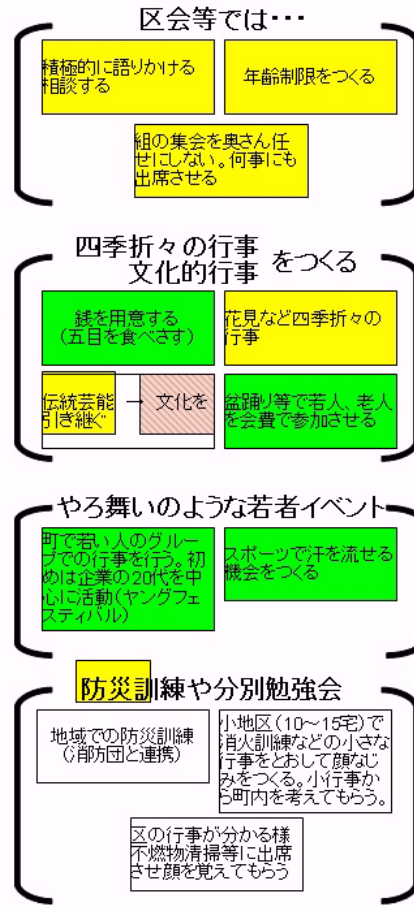 区会等では・・・
積極的に語りかける
相談する
年齢制限をつくる
組の集会を奥さん任
せにしない。何事にも
出席させる
四季折々の行事
文化的行事
をつくる
銭を用意する
(五目を食べさす)
花見など四季折々の
行事
伝統芸能
引き継ぐ
→
文化を
盆踊り等で若人、老人
を会費で参加させる
やろ舞いのような若者イベント
町で若い人のグルー
プでの行事を行う。初
めは企業の20代を中
心に活動(ヤングフェ
スティバル)
スポーツで汗を流せる
機会をつくる
防災訓練や分別勉強会
地域での防災訓練
(消防団と連携)
小地区(10～15宅)で
消火訓練などの小さな
行事をとおして顔なじ
みをつくる。小行事か
ら町内を考えてもらう。
区の行事が分かる様
不燃物清掃等に出席
させ顔を覚えてもらう